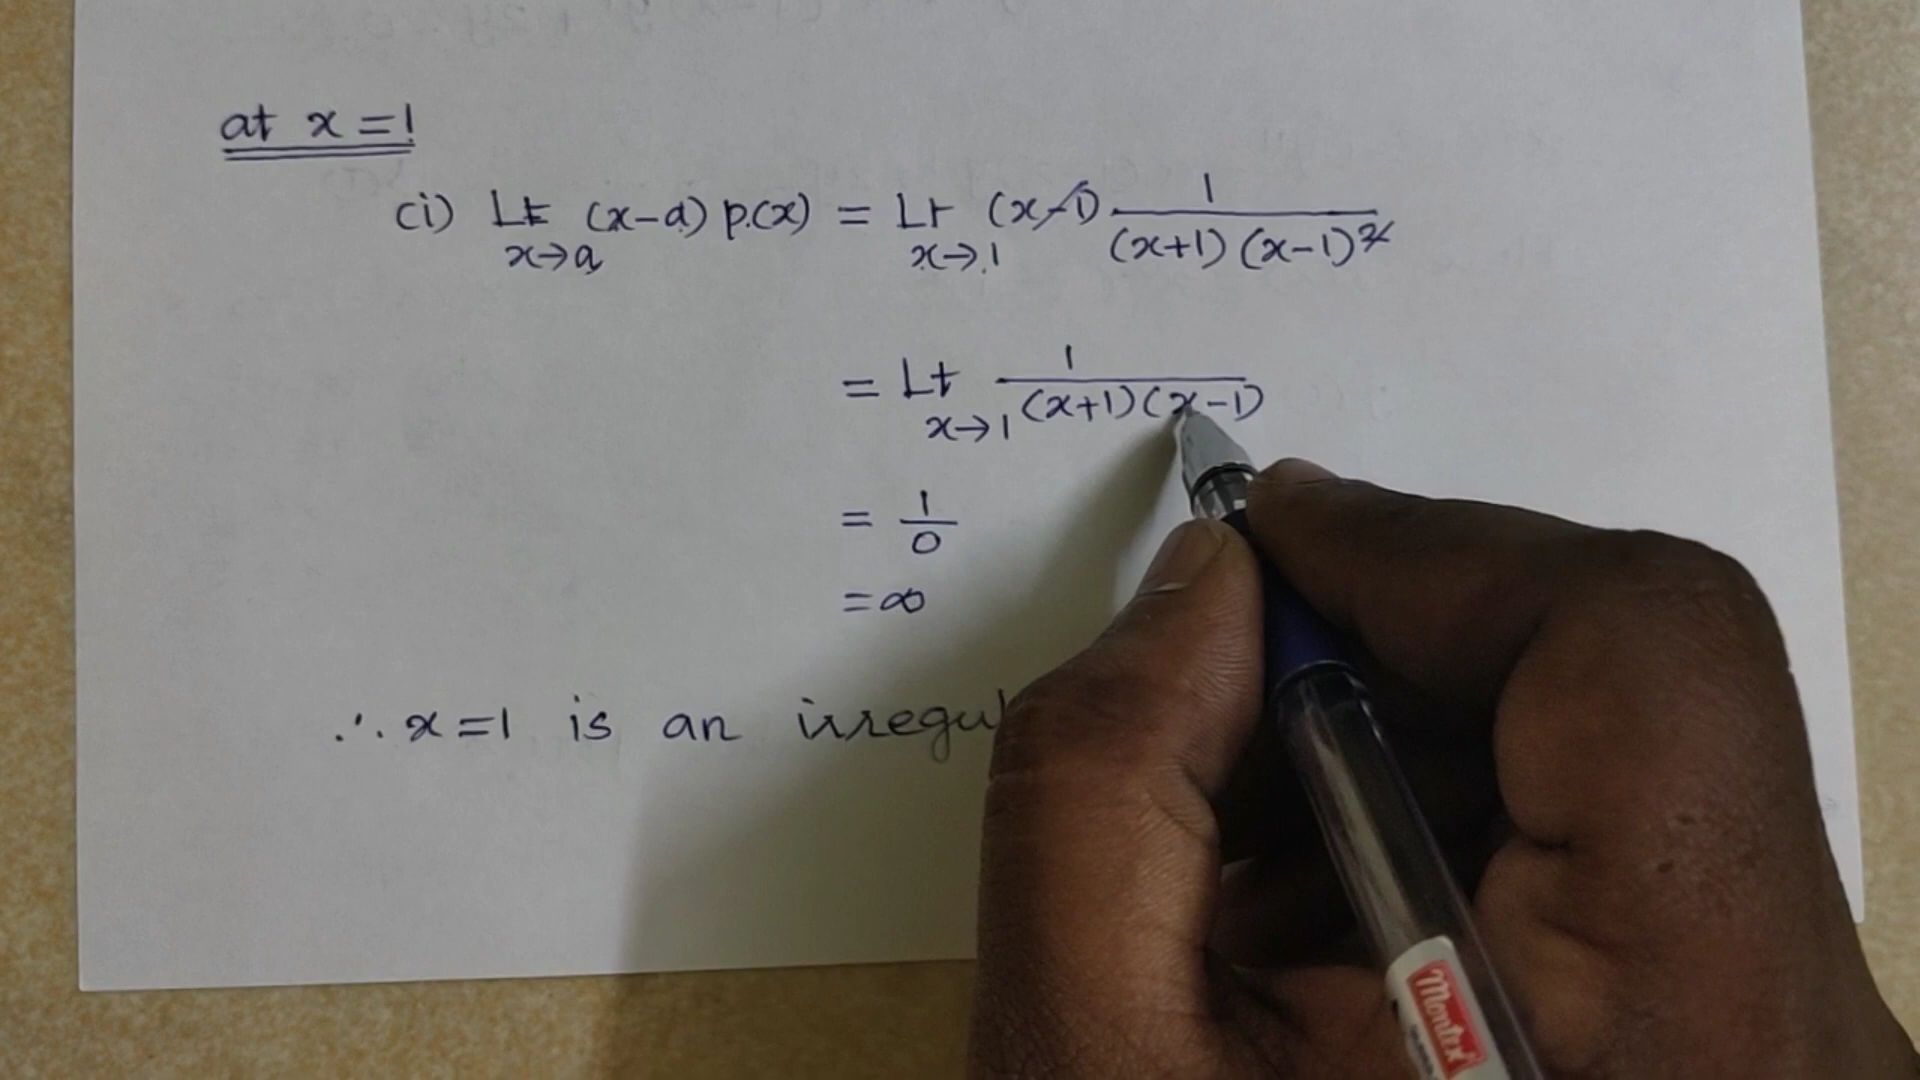 at x = 1
(i) Lt (x-a) p(x) = Lt (x-1) 1
x→a x→1 (x+1) (x-1)²
= Lt 1
x→1 (x+1)(x-1)
= 1
0
= ∞
∴ x = 1 is an
Montex